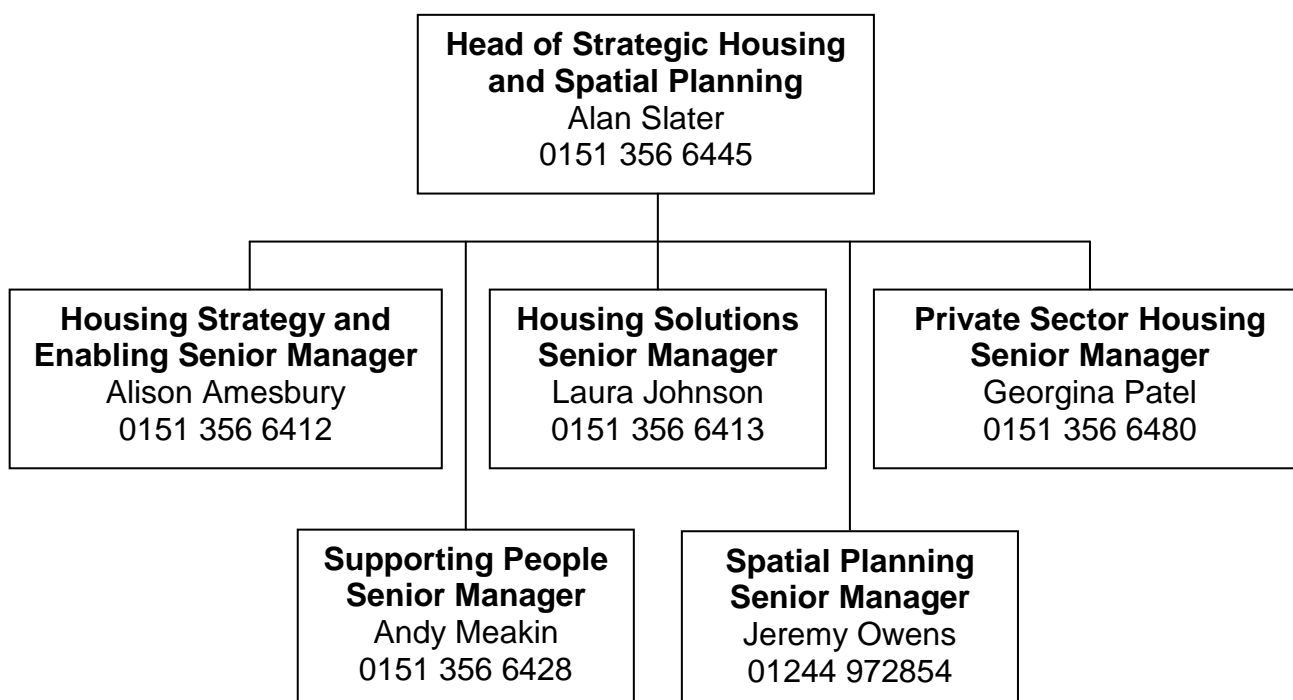 Head of Strategic Housing
and Spatial Planning
Alan Slater
0151 356 6445
Housing Strategy and
Enabling Senior Manager
Alison Amesbury
0151 356 6412
Housing Solutions
Senior Manager
Laura Johnson
0151 356 6413
Private Sector Housing
Senior Manager
Georgina Patel
0151 356 6480
Supporting People
Senior Manager
Andy Meakin
0151 356 6428
Spatial Planning
Senior Manager
Jeremy Owens
01244 972854